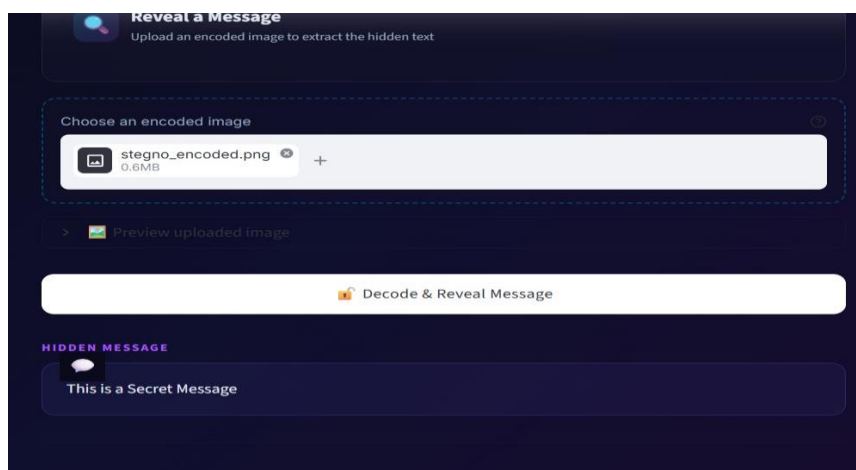 Reveal a Message
Upload an encoded image to extract the hidden text
Choose an encoded image
stegno_encoded.png
0.6MB
Preview uploaded image
Decode & Reveal Message
HIDDEN MESSAGE
This is a Secret Message